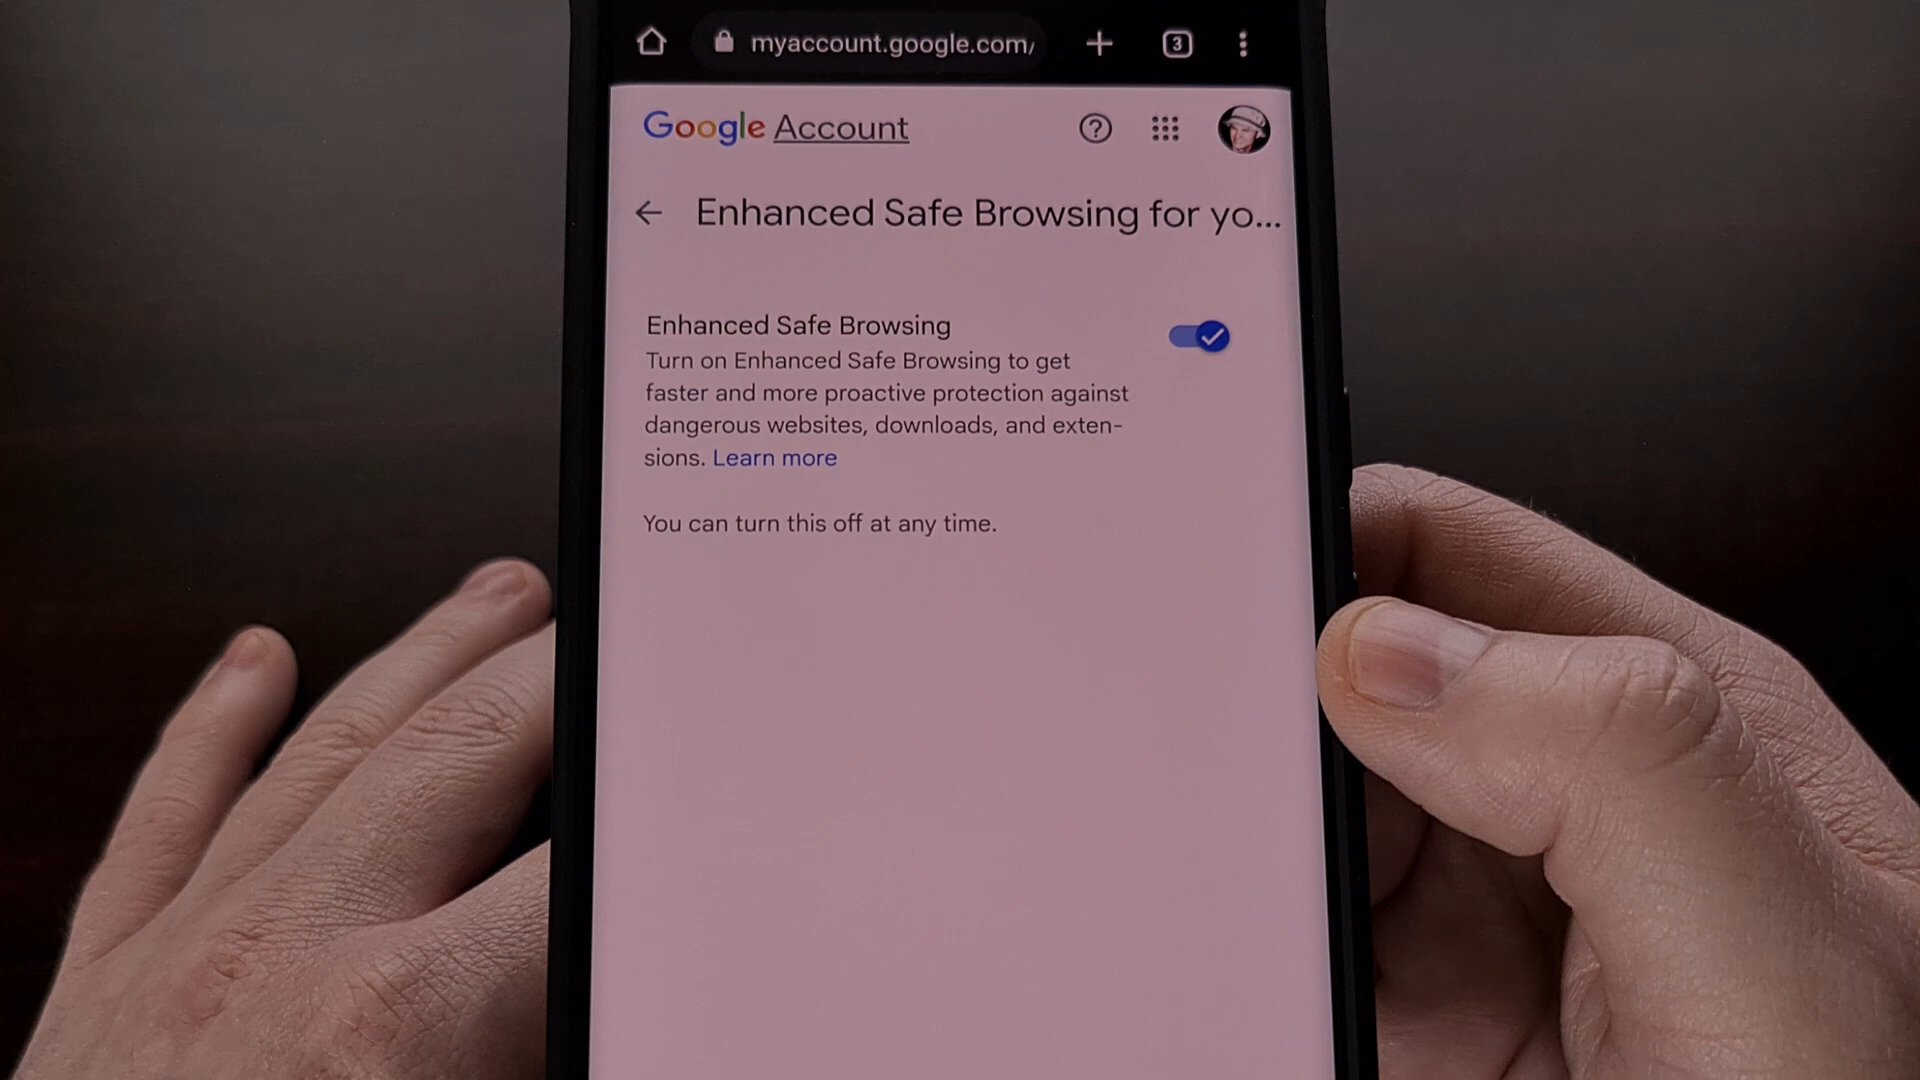 myaccount.google.com/
3
Google Account
Enhanced Safe Browsing for yo...
Enhanced Safe Browsing
Turn on Enhanced Safe Browsing to get
faster and more proactive protection against
dangerous websites, downloads, and exten-
sions. Learn more
You can turn this off at any time.